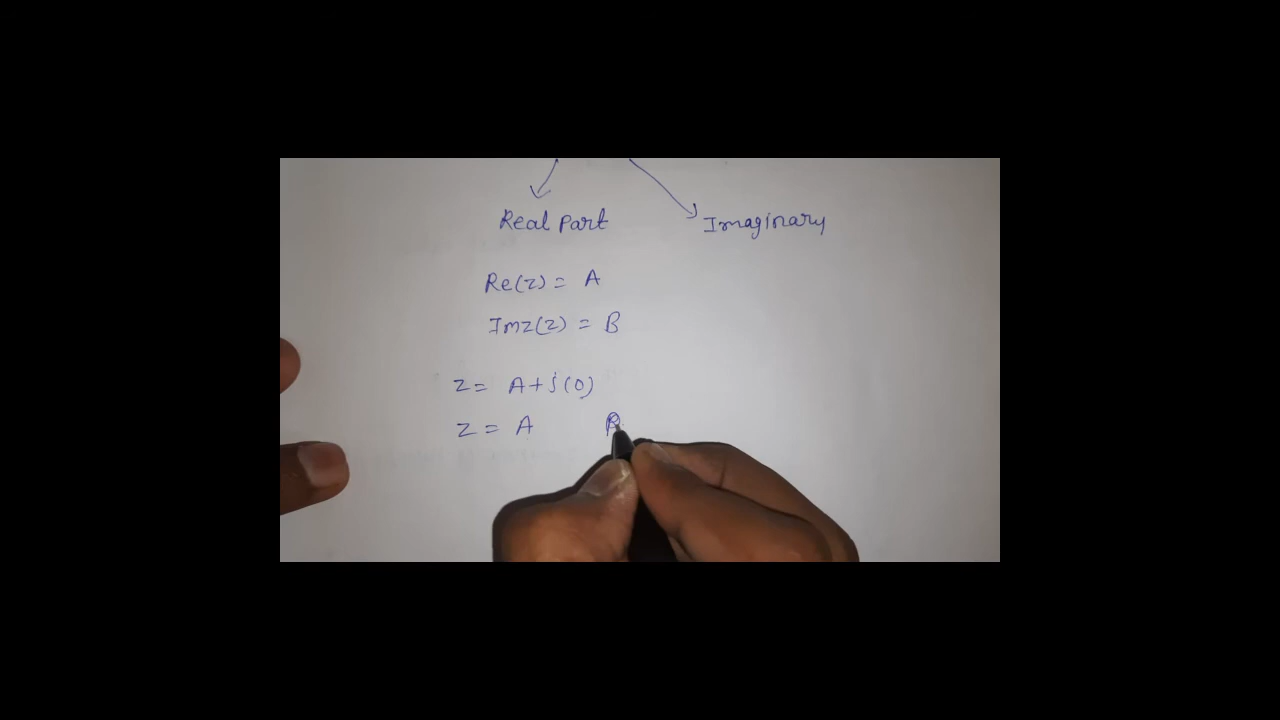 Real Part Imaginary
Re(z) = A
Imz(z) = B
z = A + j(0)
z = A R